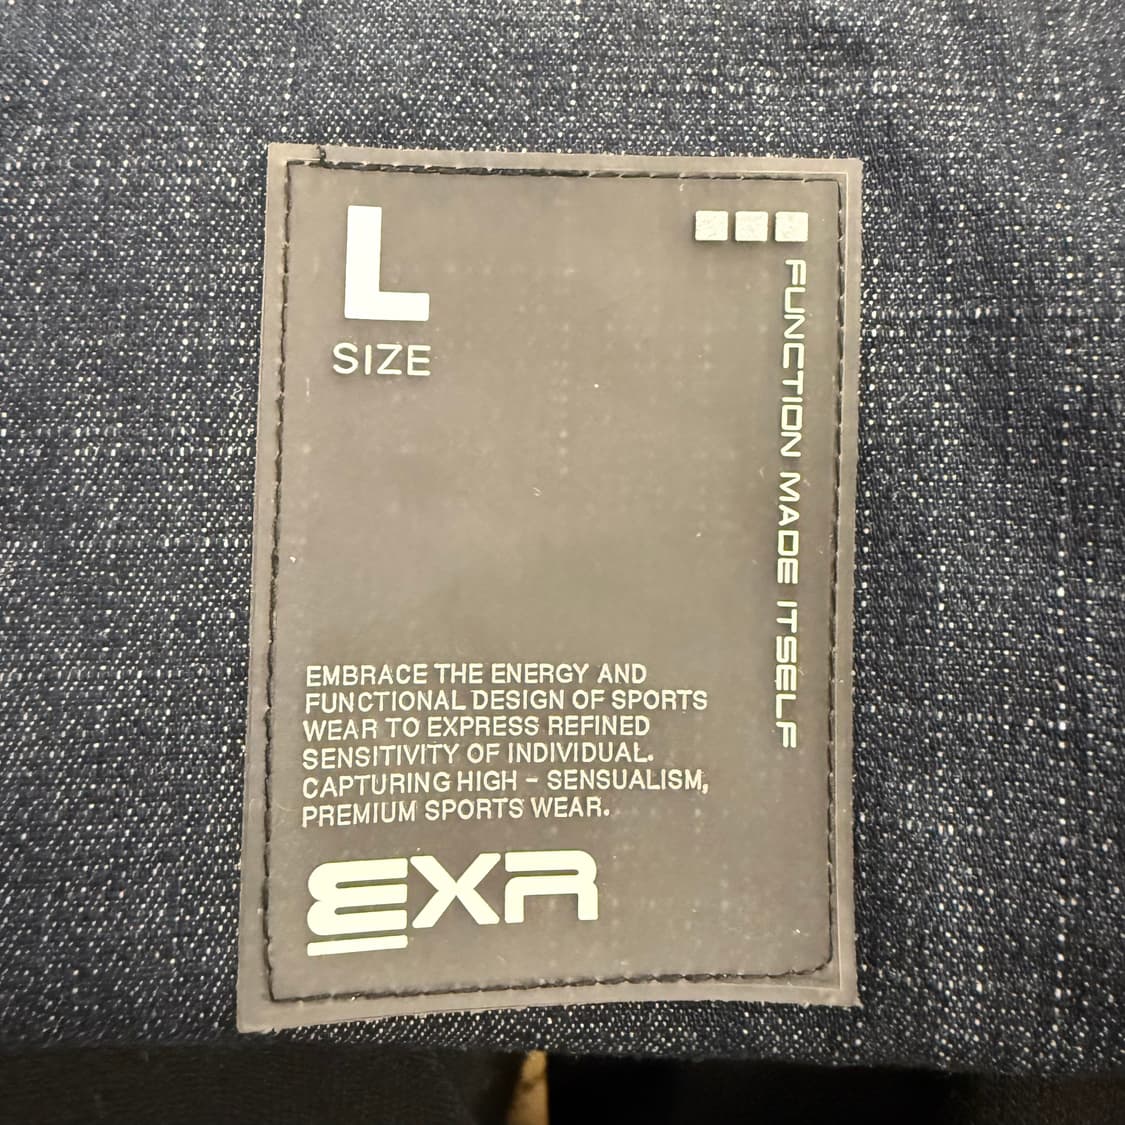 L
SIZE
FUNCTION MADE ITSELF
EMBRACE THE ENERGY AND
FUNCTIONAL DESIGN OF SPORTS
WEAR TO EXPRESS REFINED
SENSITIVITY OF INDIVIDUAL.
CAPTURING HIGH - SENSUALISM,
PREMIUM SPORTS WEAR.
EXR